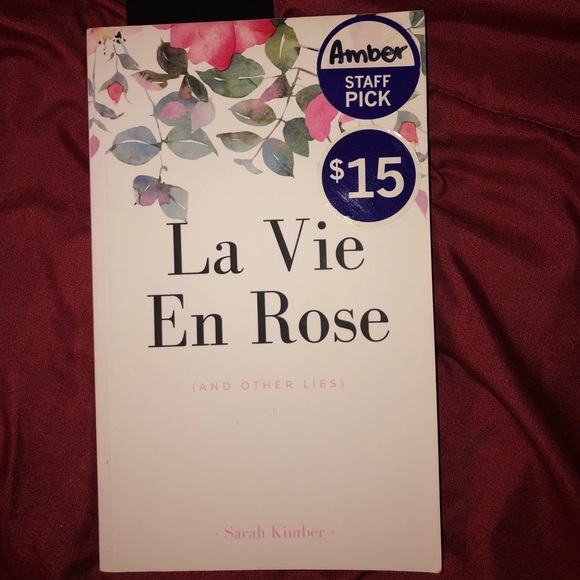 Amber
STAFF
PICK
$15
La Vie
En Rose
(AND OTHER LIES)
- Sarah Kimber -